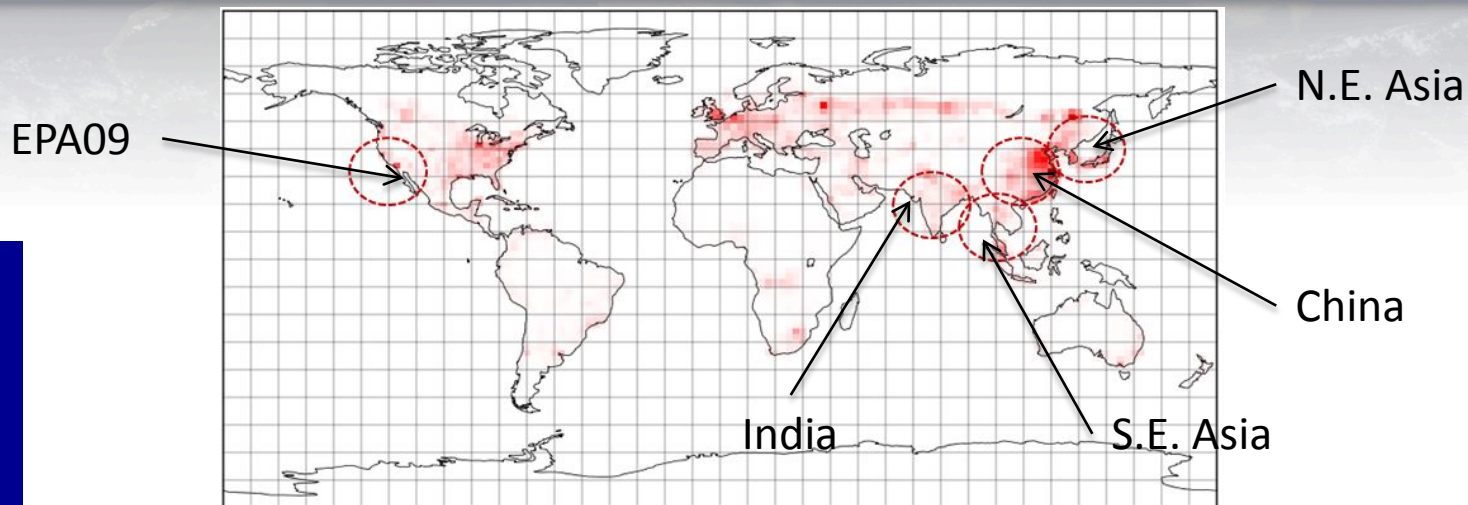 N.E. Asia
EPA09
China
India
S.E. Asia